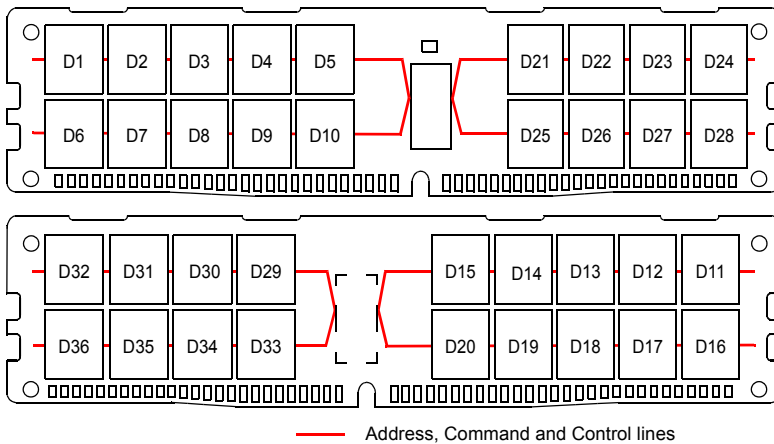 D1 D2 D3 D4 D5 D21 D22 D23 D24
D6 D7 D8 D9 D10 D25 D26 D27 D28
D32 D31 D30 D29 D15 D14 D13 D12 D11
D36 D35 D34 D33 D20 D19 D18 D17 D16
Address, Command and Control lines